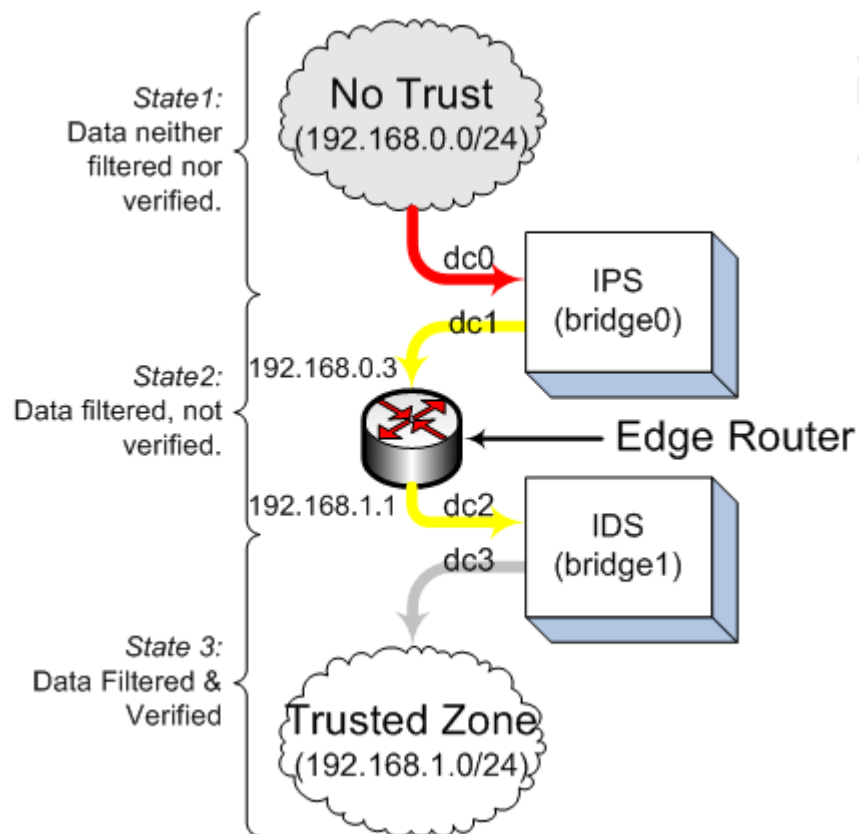 State1:
Data neither
filtered nor
verified.
No Trust
(192.168.0.0/24)
dc0
IPS
(bridge0)
dc1
192.168.0.3
State2:
Data filtered, not
verified.
Edge Router
192.168.1.1
dc2
IDS
(bridge1)
dc3
State 3:
Data Filtered &
Verified
Trusted Zone
(192.168.1.0/24)